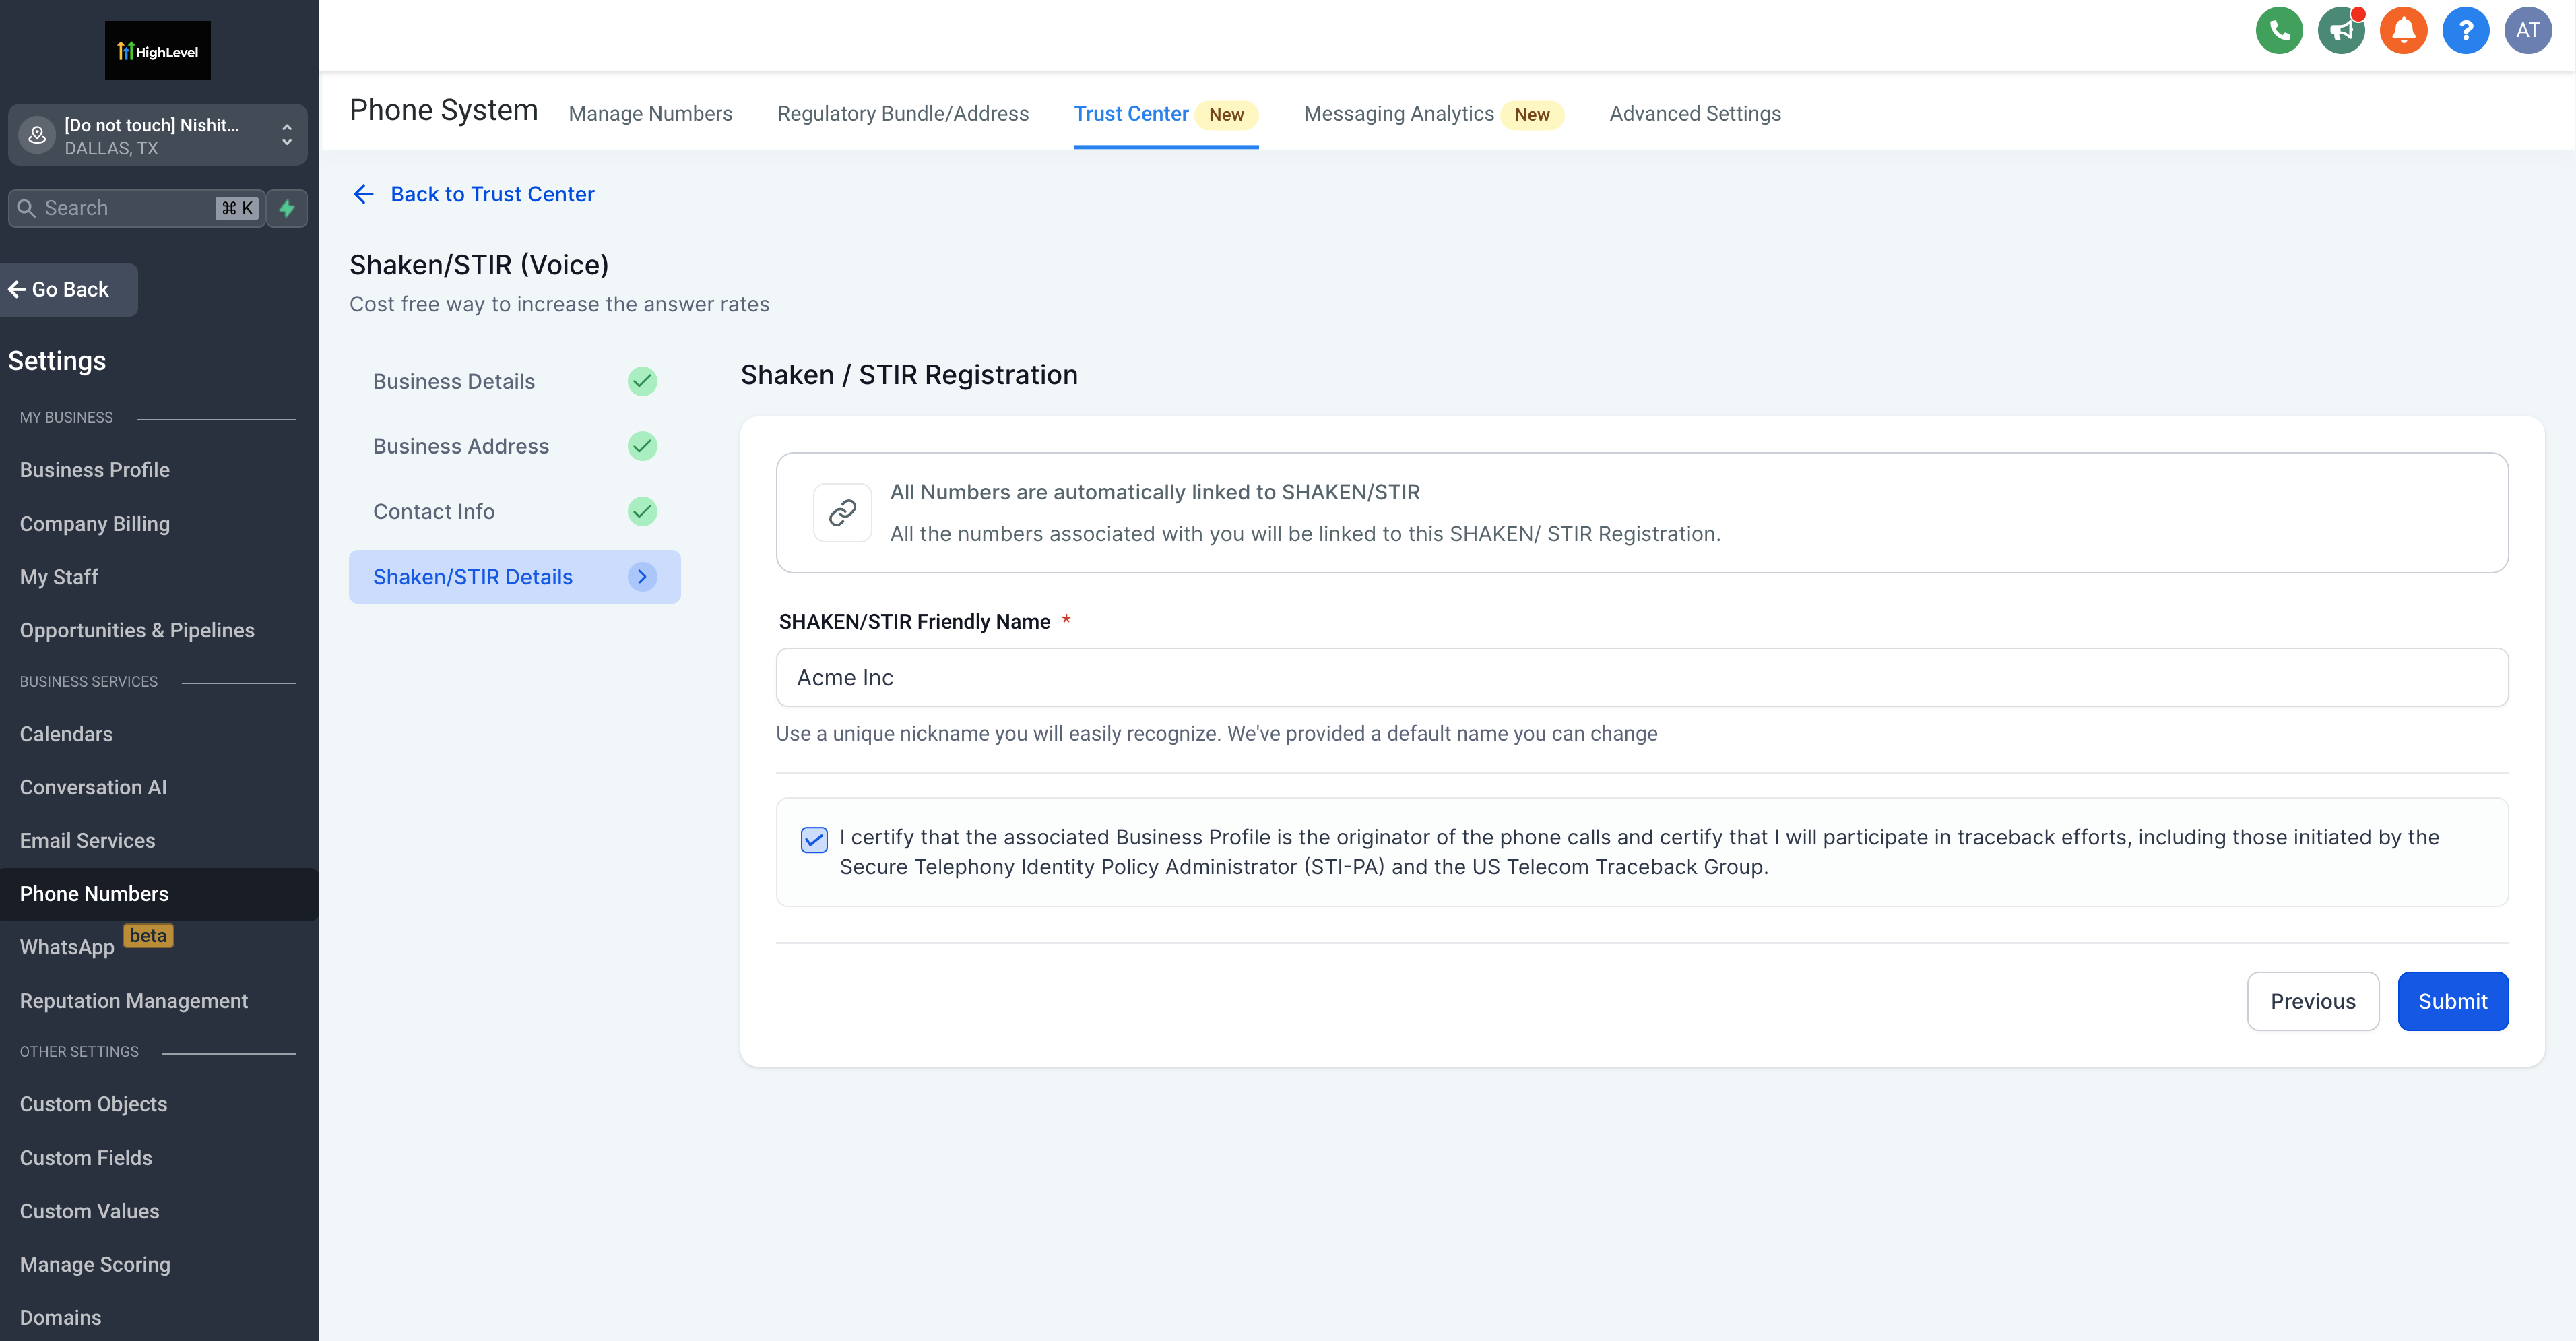 HighLevel
[Do not touch] Nishit...
DALLAS, TX
Search
⌘ K
Go Back
Settings
MY BUSINESS
Business Profile
Company Billing
My Staff
Opportunities & Pipelines
BUSINESS SERVICES
Calendars
Conversation AI
Email Services
Phone Numbers
WhatsApp beta
Reputation Management
OTHER SETTINGS
Custom Objects
Custom Fields
Custom Values
Manage Scoring
Domains
?
AT
Phone System
Manage Numbers
Regulatory Bundle/Address
Trust Center New
Messaging Analytics New
Advanced Settings
Back to Trust Center
Shaken/STIR (Voice)
Cost free way to increase the answer rates
Business Details
Business Address
Contact Info
Shaken/STIR Details
Shaken / STIR Registration
All Numbers are automatically linked to SHAKEN/STIR
All the numbers associated with you will be linked to this SHAKEN/ STIR Registration.
SHAKEN/STIR Friendly Name *
Acme Inc
Use a unique nickname you will easily recognize. We've provided a default name you can change
I certify that the associated Business Profile is the originator of the phone calls and certify that I will participate in traceback efforts, including those initiated by the
Secure Telephony Identity Policy Administrator (STI-PA) and the US Telecom Traceback Group.
Previous
Submit